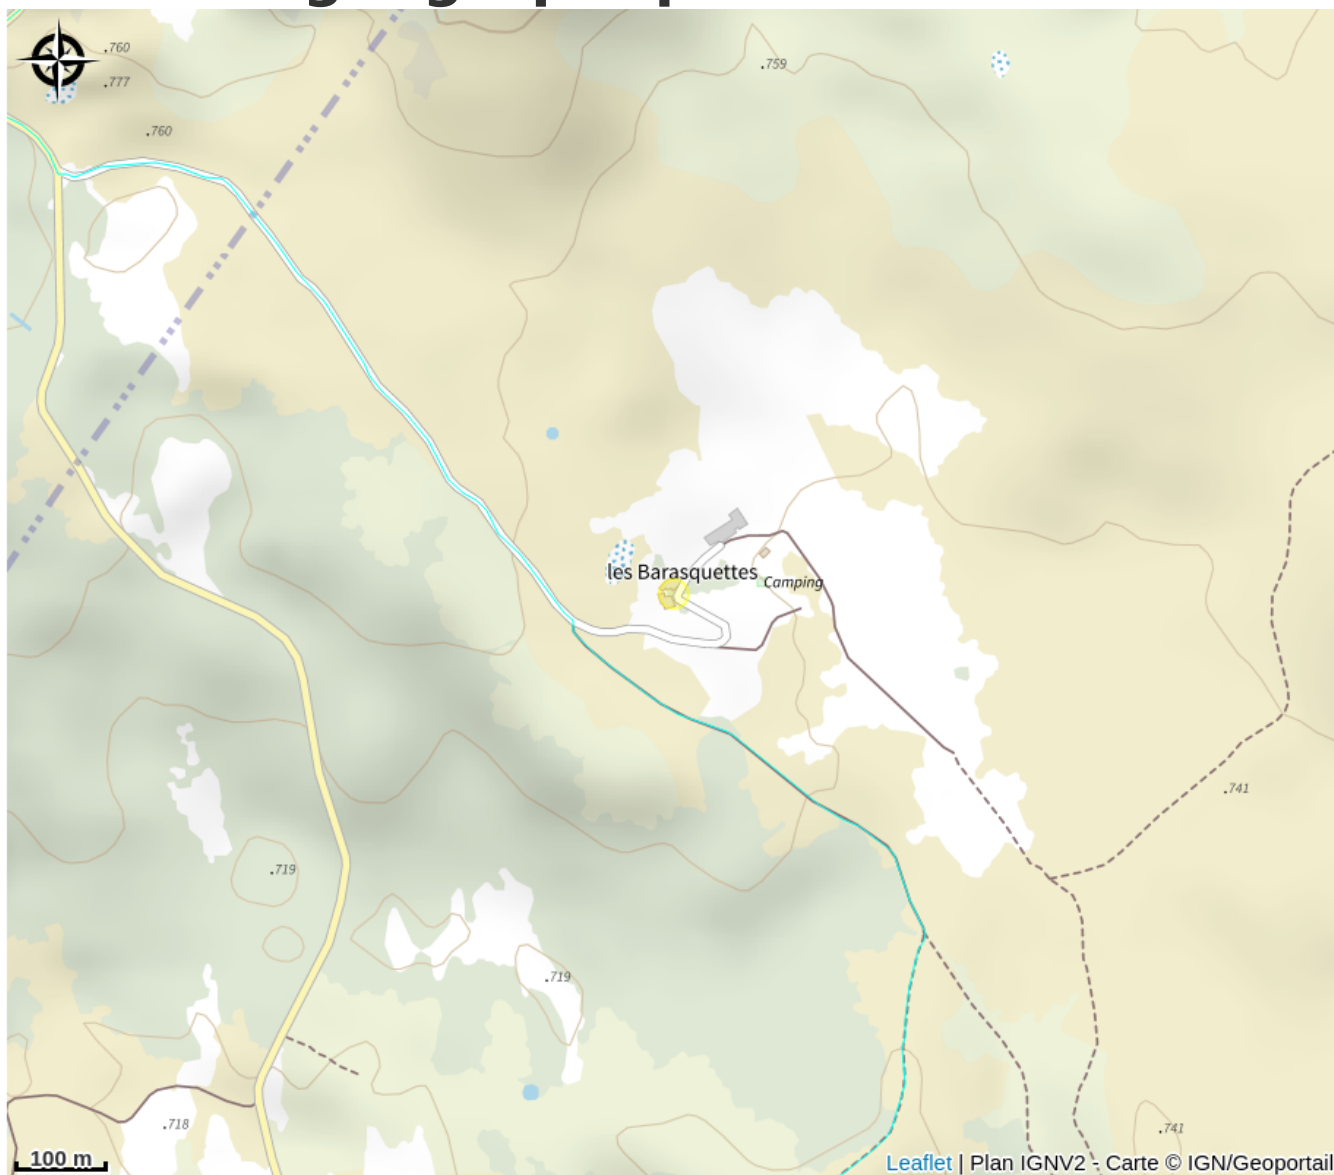 .760
.777
.759
.760
les Barasquettes
Camping
.741
.719
.719
.718
.741
100 m
Leaflet | Plan IGNV2 - Carte © IGN/Geoportail